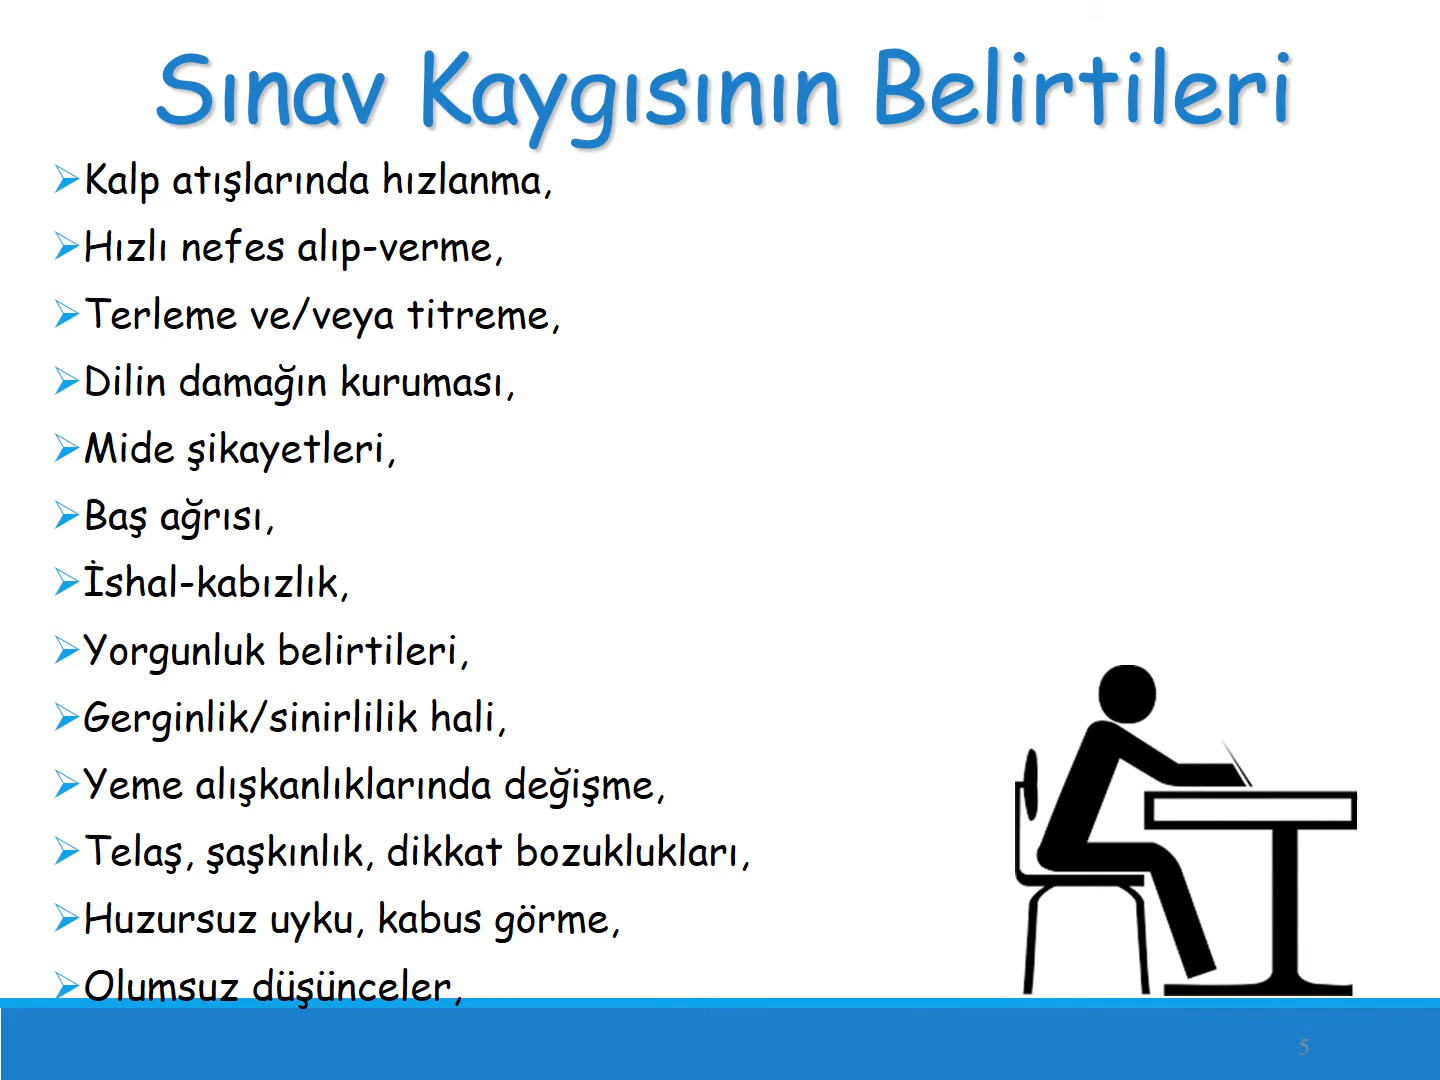 Sınav Kaygısının Belirtileri
➢Kalp atışlarında hızlanma,
➢Hızlı nefes alıp-verme,
➢Terleme ve/veya titreme,
➢Dilin damağın kuruması,
➢Mide şikayetleri,
➢Baş ağrısı,
➢İshal-kabızlık,
➢Yorgunluk belirtileri,
➢Gerginlik/sinirlilik hali,
➢Yeme alışkanlıklarında değişme,
➢Telaş, şaşkınlık, dikkat bozuklukları,
➢Huzursuz uyku, kabus görme,
➢Olumsuz düşünceler,
5